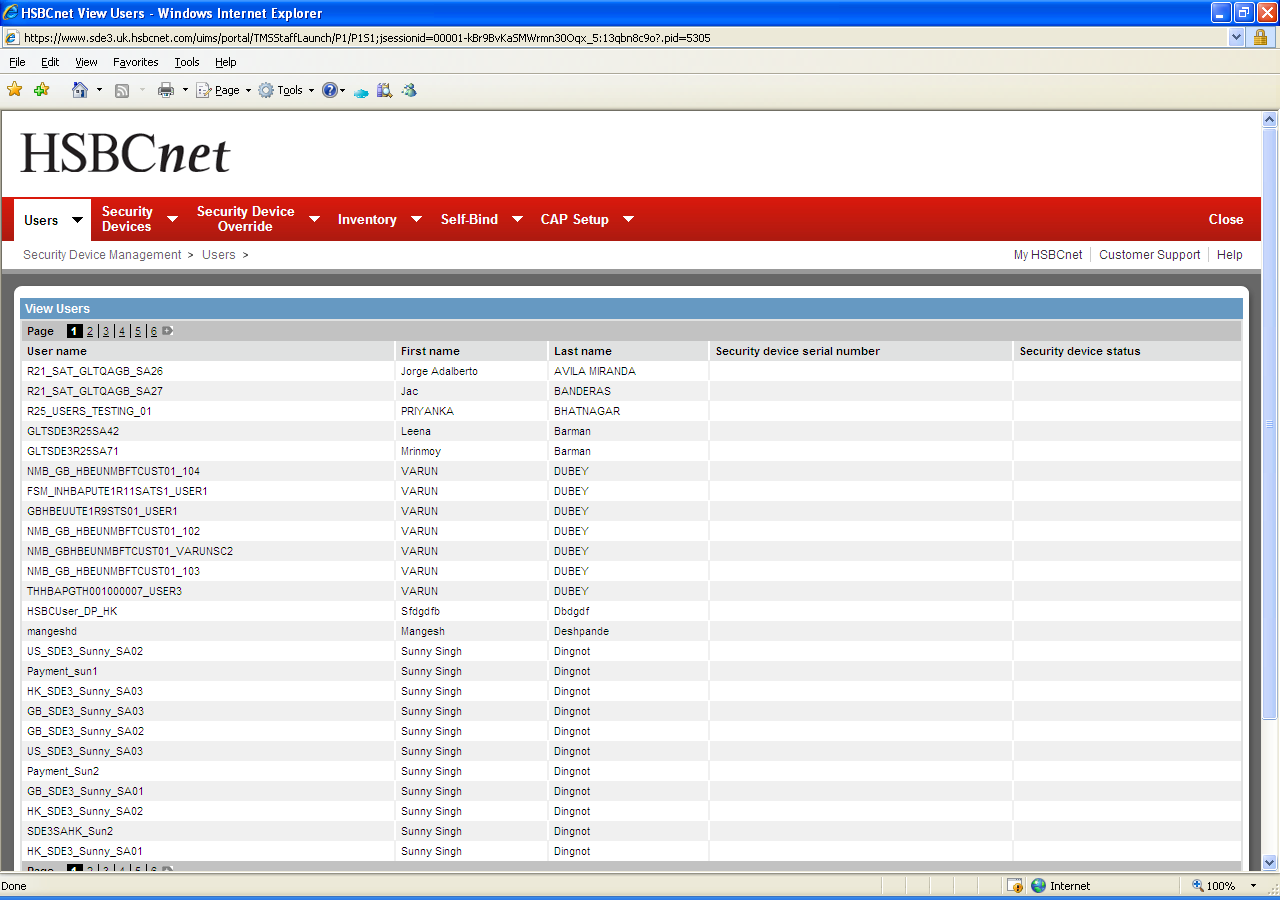 HSBCnet View Users - Windows Internet Explorer
https://www.sde3.uk.hsbcnet.com/uims/portal/TMSStaffLaunch/P1/P1S1;jsessionid=00001-kBr9BvKaSMWrmn30Oqx_5:13qbn8c9o?.pid=5305
File Edit View Favorites Tools Help
Page Tools
HSBCnet
Users Security Devices Security Device Override Inventory Self-Bind CAP Setup Close
Security Device Management > Users > My HSBCnet Customer Support Help
View Users
Page 1 2 3 4 5 6
User name First name Last name Security device serial number Security device status
R21_SAT_GLTQAGB_SA26 Jorge Adalberto AVILA MIRANDA
R21_SAT_GLTQAGB_SA27 Jac BANDERAS
R25_USERS_TESTING_01 PRIYANKA BHATNAGAR
GLTSDE3R25SA42 Leena Barman
GLTSDE3R25SA71 Mrinmoy Barman
NMB_GB_HBEUNMBFTCUST01_104 VARUN DUBEY
FSM_INHBAPUTE1R11SATS1_USER1 VARUN DUBEY
GBHBEUUTE1R9STS01_USER1 VARUN DUBEY
NMB_GB_HBEUNMBFTCUST01_102 VARUN DUBEY
NMB_GBHBEUNMBFTCUST01_VARUNSC2 VARUN DUBEY
NMB_GB_HBEUNMBFTCUST01_103 VARUN DUBEY
THHBAPGTH001000007_USER3 VARUN DUBEY
HSBCUser_DP_HK Sfdgdfb Dbdgdf
mangeshd Mangesh Deshpande
US_SDE3_Sunny_SA02 Sunny Singh Dingnot
Payment_sun1 Sunny Singh Dingnot
HK_SDE3_Sunny_SA03 Sunny Singh Dingnot
GB_SDE3_Sunny_SA03 Sunny Singh Dingnot
GB_SDE3_Sunny_SA02 Sunny Singh Dingnot
US_SDE3_Sunny_SA03 Sunny Singh Dingnot
Payment_Sun2 Sunny Singh Dingnot
GB_SDE3_Sunny_SA01 Sunny Singh Dingnot
HK_SDE3_Sunny_SA02 Sunny Singh Dingnot
SDE3SAHK_Sun2 Sunny Singh Dingnot
HK_SDE3_Sunny_SA01 Sunny Singh Dingnot
Page 1 2 3 4 5 6
Done Internet 100%